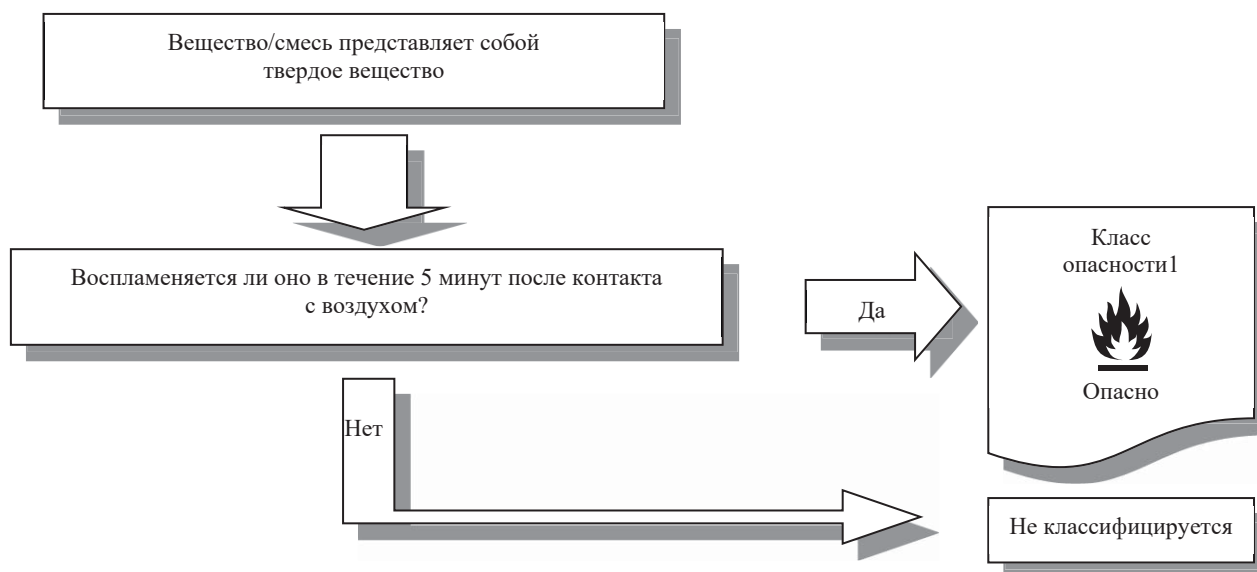 Вещество/смесь представляет собой
твердое вещество
Воспламеняется ли оно в течение 5 минут после контакта
с воздухом?
Да
Класс
опасности1
Опасно
Нет
Не классифицируется